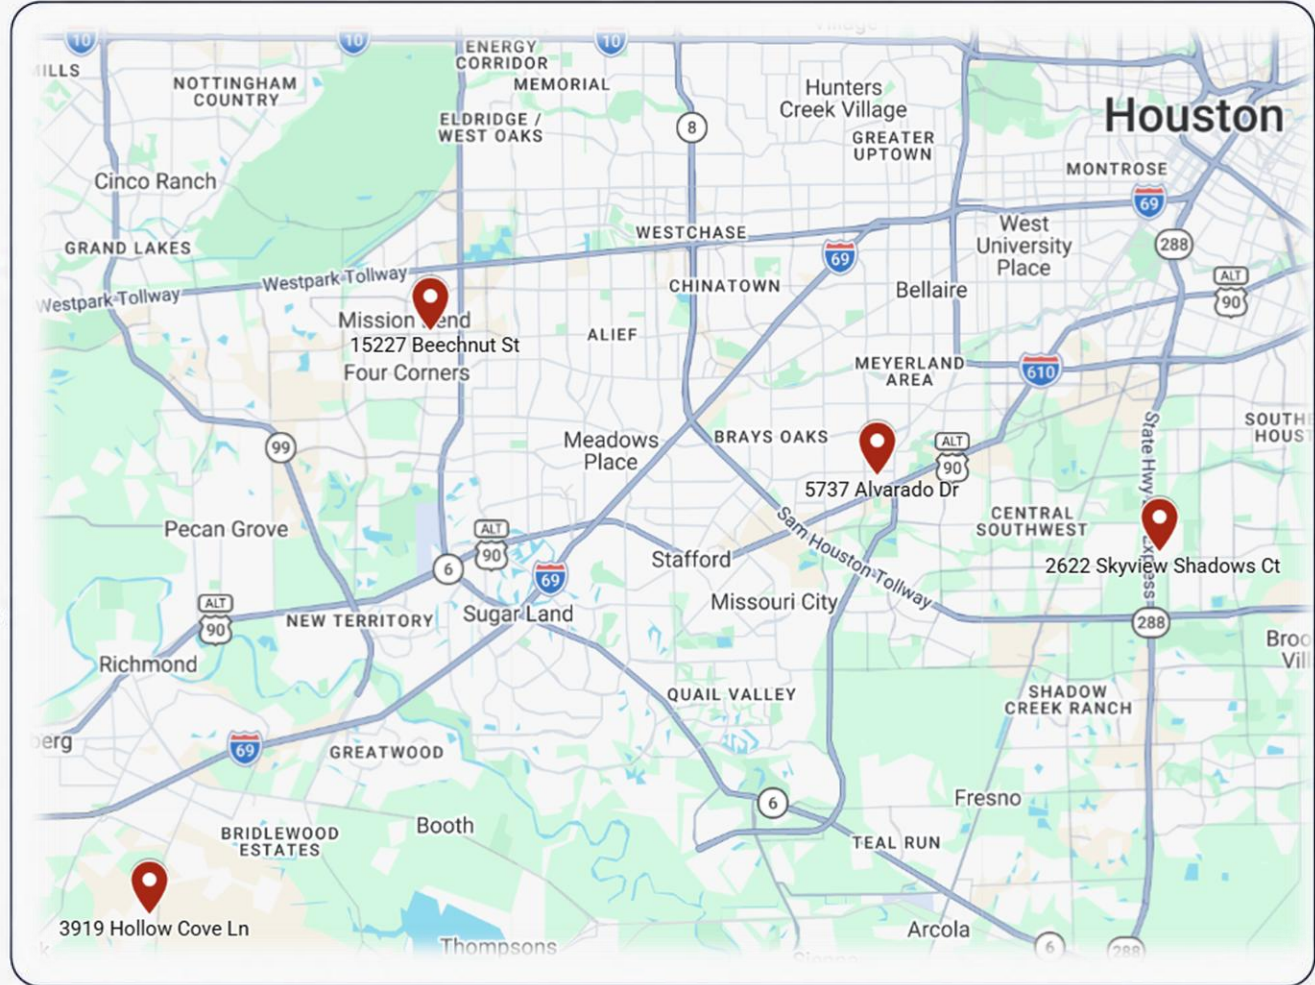 Village
10
10
10
ENERGY
CORRIDOR
MEMORIAL
NOTTINGHAM
COUNTRY
Hunters
Creek Village
Houston
ELDRIDGE /
WEST OAKS
8
GREATER
UPTOWN
MONTROSE
Cinco Ranch
69
GRAND LAKES
WESTCHASE
West
University
Place
288
69
Westpark Tollway
Westpark Tollway
CHINATOWN
Bellaire
ALT
90
Mission
15227 Beechnut St
ALIEF
Four Corners
MEYERLAND
AREA
610
99
Meadows
Place
BRAYS OAKS
ALT
90
State Hwy
5737 Alvarado Dr
Pecan Grove
ALT
90
CENTRAL
SOUTHWEST
Sam Houston Tollway
Stafford
6
69
2622 Skyview Shadows Ct
ALT
90
NEW TERRITORY
Sugar Land
Missouri City
288
Richmond
QUAIL VALLEY
SHADOW
CREEK RANCH
69
GREATWOOD
6
Fresno
BRIDLEWOOD
ESTATES
Booth
TEAL RUN
3919 Hollow Cove Ln
Thompsons
Arcola
6
288